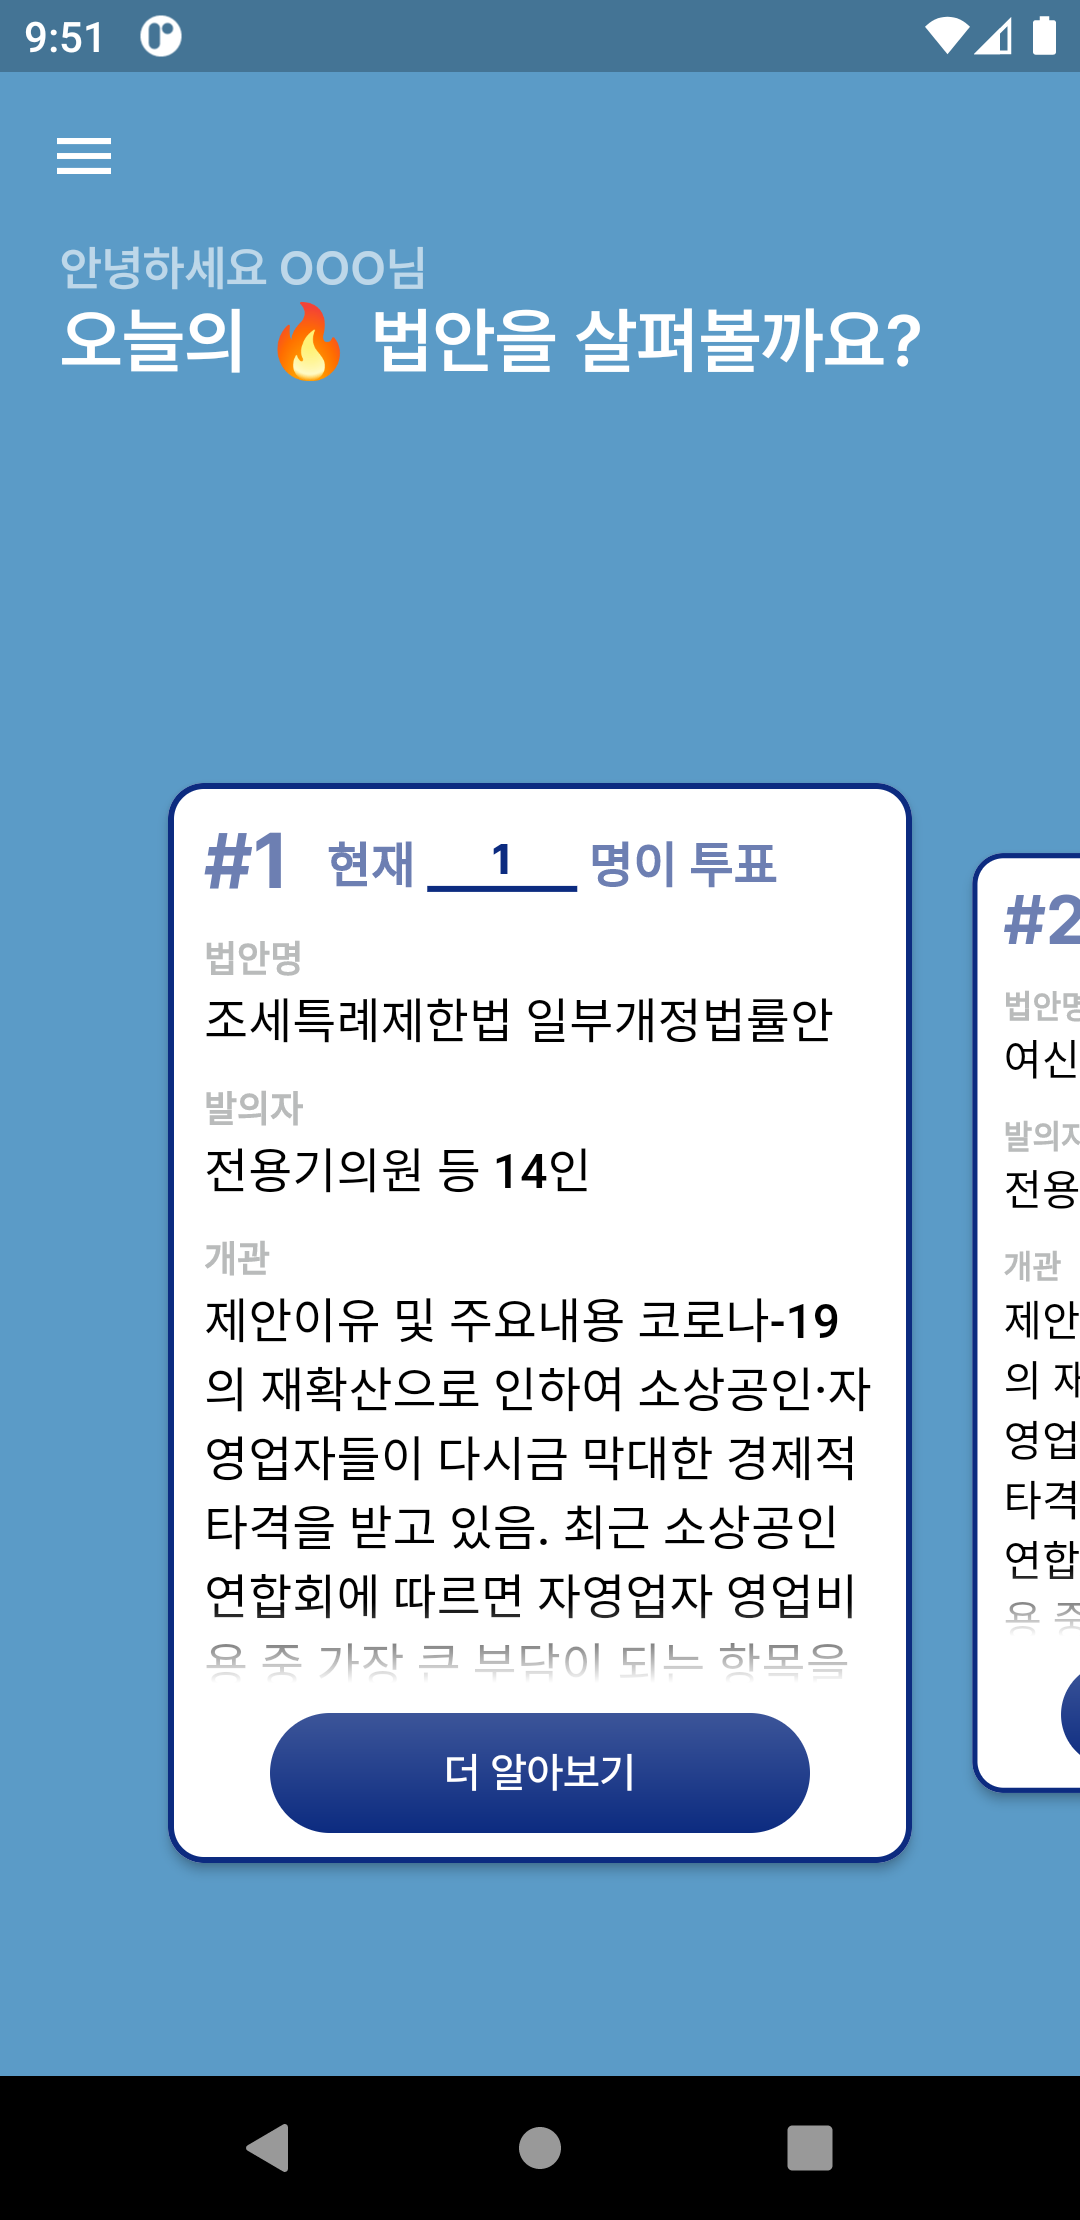 9:51
안녕하세요 OOO님
오늘의 🔥 법안을 살펴볼까요?
#1 현재 1 명이 투표
법안명
조세특례제한법 일부개정법률안
발의자
전용기의원 등 14인
개관
제안이유 및 주요내용 코로나-19
의 재확산으로 인하여 소상공인·자
영업자들이 다시금 막대한 경제적
타격을 받고 있음. 최근 소상공인
연합회에 따르면 자영업자 영업비
용 중 가장 큰 부담이 되는 항목을
더 알아보기
#2
법안명
여신
발의자
전용
개관
제안
의 재
영업
타격
연합
용 중